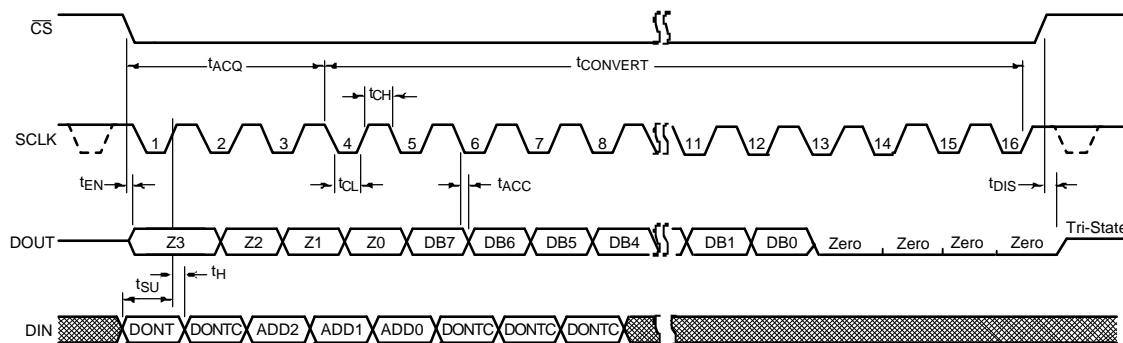 CS
tACQ tCONVERT
tCH
SCLK 1 2 3 4 5 6 7 8 11 12 13 14 15 16
tEN tCL tACC tDIS
Tri-State
DOUT Z3 Z2 Z1 Z0 DB7 DB6 DB5 DB4 DB1 DB0 Zero Zero Zero Zero
tSU tH
DIN DONT DONTC ADD2 ADD1 ADD0 DONTC DONTC DONTC